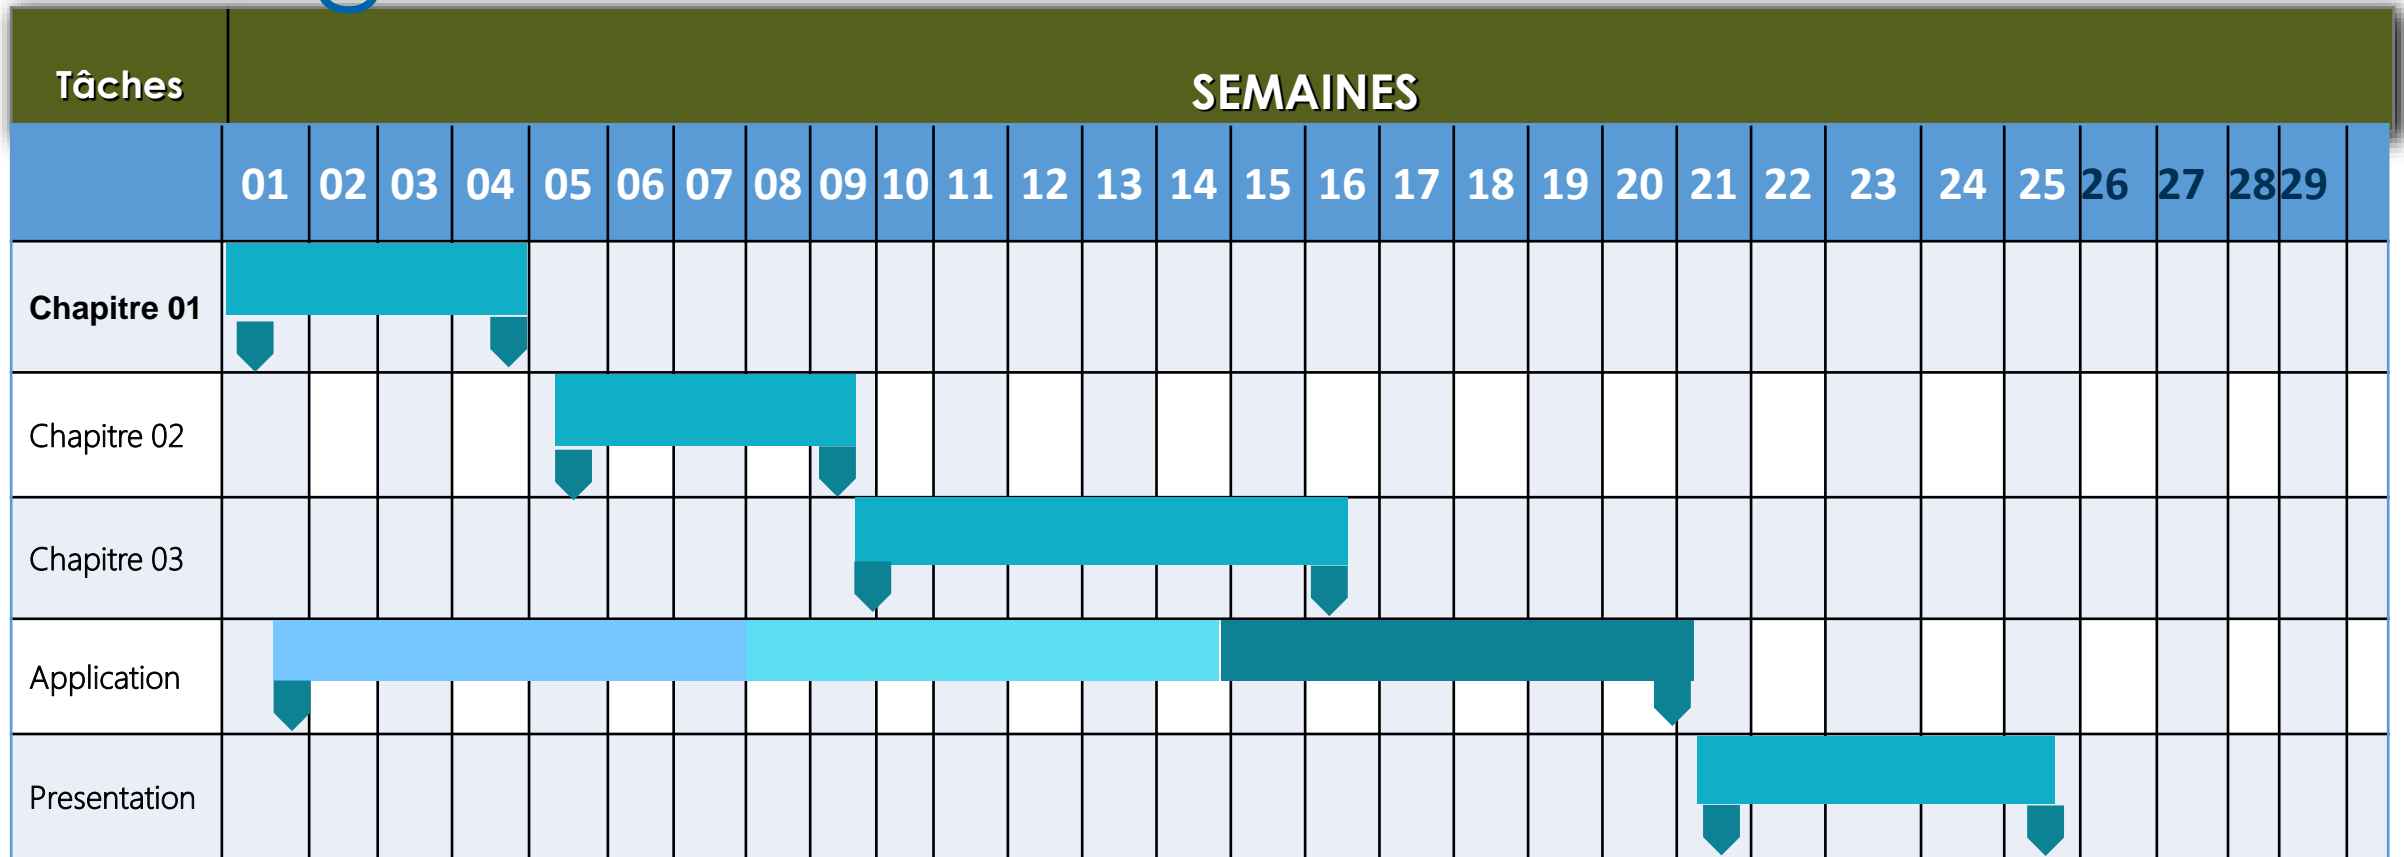 Tâches SEMAINES
01 02 03 04 05 06 07 08 09 10 11 12 13 14 15 16 17 18 19 20 21 22 23 24 25 26 27 28 29
Chapitre 01
Chapitre 02
Chapitre 03
Application
Presentation